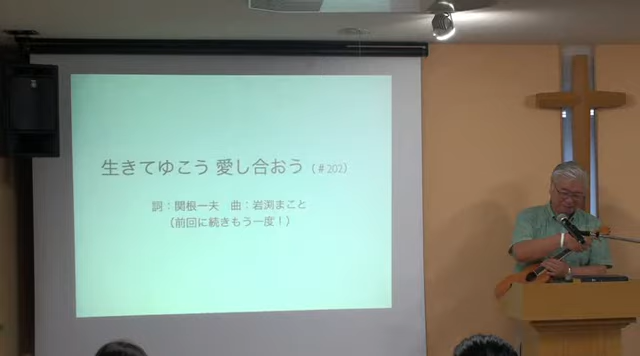 生きてゆこう 愛し合おう（＃202）
詞：関根一夫 曲：岩渕まこと
（前回に続きもう一度！）